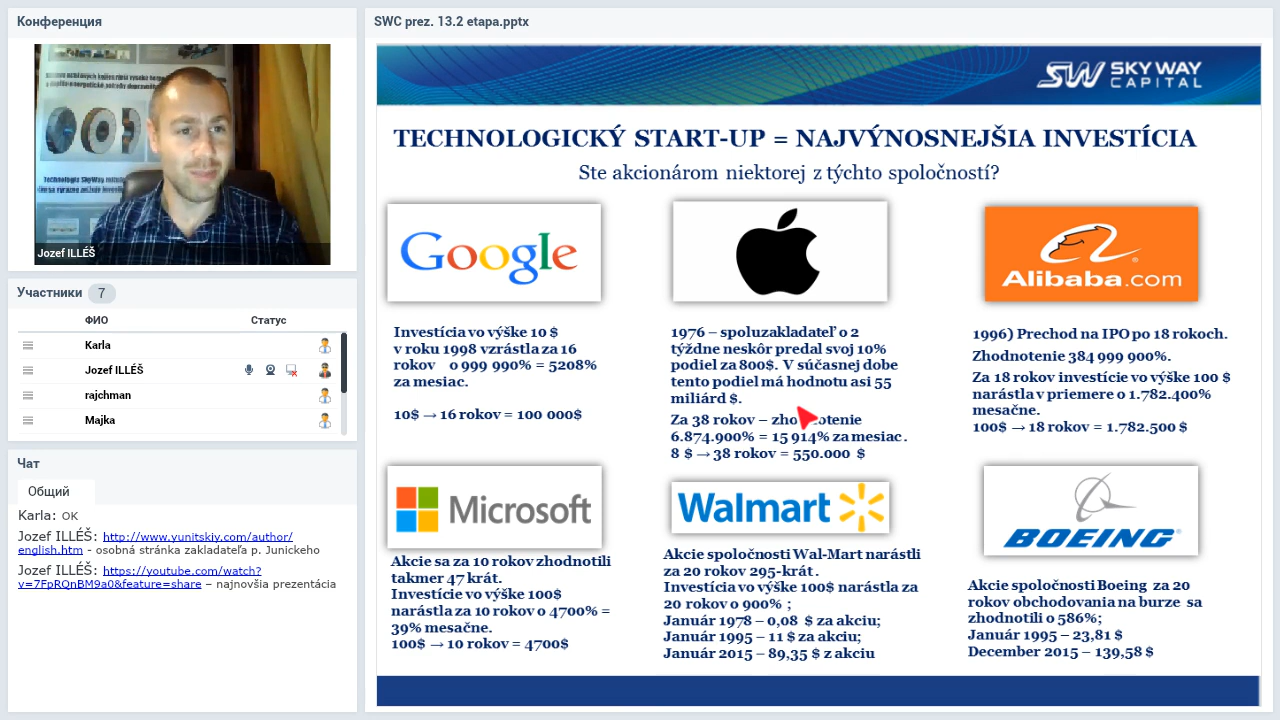 Конференция
Jozef ILLÉŠ
Участники 7
ФИО Статус
Karla
Jozef ILLÉŠ
rajchman
Majka
Чат
Общий
Karla: OK
Jozef ILLÉŠ: http://www.yunitskiy.com/author/
english.htm - osobná stránka zakladateľa p. Junického
Jozef ILLÉŠ: https://youtube.com/watch?
v=7FpRQnBM9a0&feature=share – najnovšia prezentácia
SWC prez. 13.2 etapa.pptx
SW SKY WAY
CAPITAL
TECHNOLOGICKÝ START-UP = NAJVÝNOSNEJŠIA INVESTÍCIA
Ste akcionárom niektorej z týchto spoločností?
Google
Investícia vo výške 10 $
v roku 1998 vzrástla za 16
rokov o 999 990% = 5208%
za mesiac.
10$ → 16 rokov = 100 000$
1976 – spoluzakladateľ o 2
týždne neskôr predal svoj 10%
podiel za 800$. V súčasnej dobe
tento podiel má hodnotu asi 55
miliárd $.
Za 38 rokov – zhodnotenie
6.874.900% = 15 914% za mesiac.
8 $ → 38 rokov = 550.000 $
Alibaba.com
1996) Prechod na IPO po 18 rokoch.
Zhodnotenie 384 999 900%.
Za 18 rokov investície vo výške 100 $
narástla v priemere o 1.782.400%
mesačne.
100$ → 18 rokov = 1.782.500 $
Microsoft
Akcie sa za 10 rokov zhodnotili
takmer 47 krát.
Investície vo výške 100$
narástla za 10 rokov o 4700% =
39% mesačne.
100$ → 10 rokov = 4700$
Walmart
Akcie spoločnosti Wal-Mart narástli
za 20 rokov 295-krát.
Investícia vo výške 100$ narástla za
20 rokov o 900% ;
Január 1978 – 0,08 $ za akciu;
Január 1995 – 11 $ za akciu;
Január 2015 – 89,35 $ z akciu
BOEING
Akcie spoločnosti Boeing za 20
rokov obchodovania na burze sa
zhodnotili o 586%;
Január 1995 – 23,81 $
December 2015 – 139,58 $